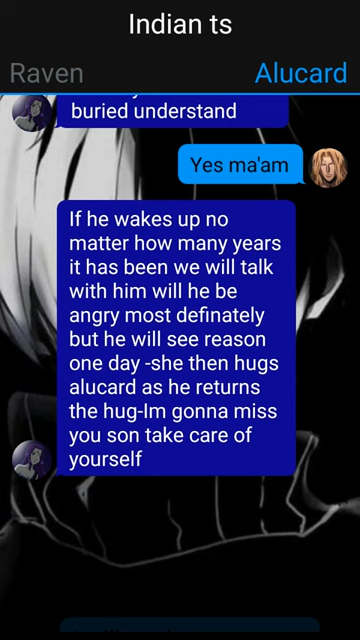 Indian ts
Raven
Alucard
buried understand
Yes ma'am
If he wakes up no
matter how many years
it has been we will talk
with him will he be
angry most definately
but he will see reason
one day -she then hugs
alucard as he returns
the hug-Im gonna miss
you son take care of
yourself